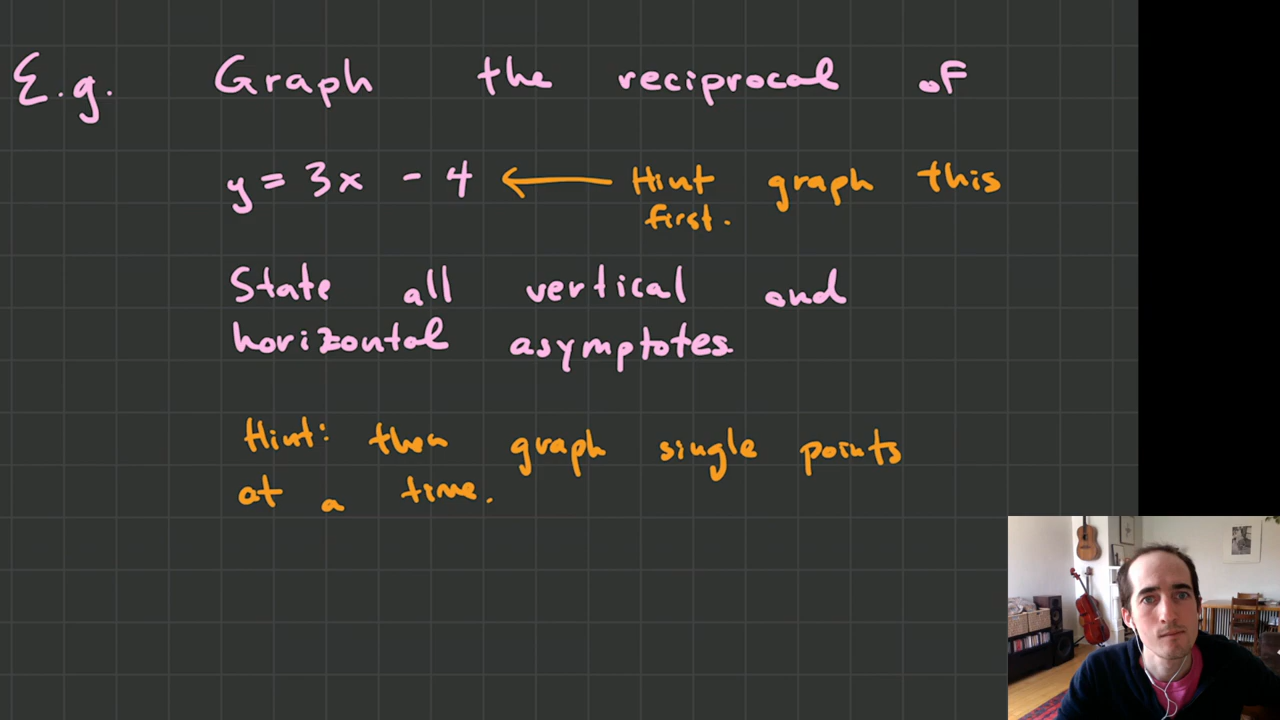 E.g. Graph the reciprocal of
y = 3x - 4 ← Hint graph this
first.
State all vertical and
horizontal asymptotes.
Hint: then graph single points
at a time.